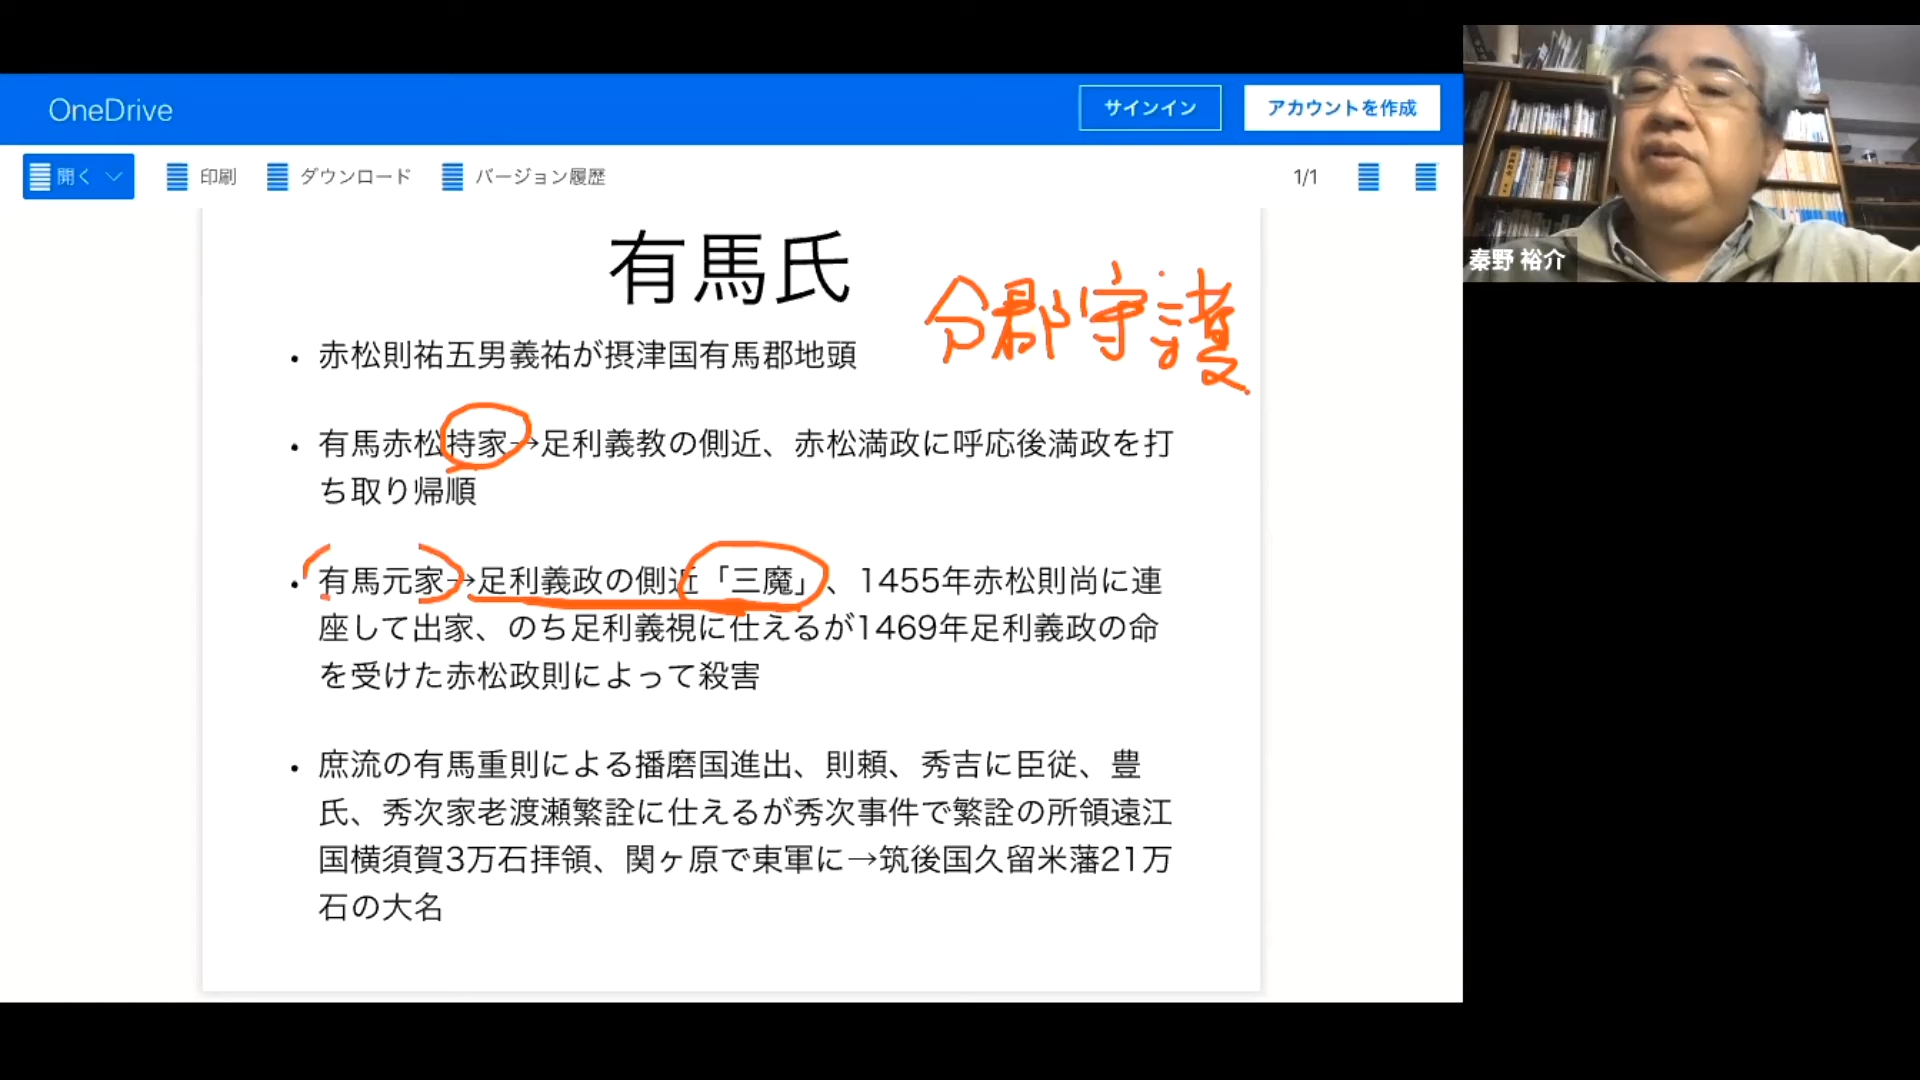 OneDrive
サインイン
アカウントを作成
開く
印刷
ダウンロード
バージョン履歴
1/1
秦野 裕介
有馬氏
分郡守護
・赤松則祐五男義祐が摂津国有馬郡地頭
・有馬赤松持家→足利義教の側近、赤松満政に呼応後満政を打
ち取り帰順
・有馬元家→足利義政の側近「三魔」、1455年赤松則尚に連
座して出家、のち足利義視に仕えるが1469年足利義政の命
を受けた赤松政則によって殺害
・庶流の有馬重則による播磨国進出、則頼、秀吉に臣従、豊
氏、秀次家老渡瀬繁詮に仕えるが秀次事件で繁詮の所領遠江
国横須賀3万石拝領、関ヶ原で東軍に→筑後国久留米藩21万
石の大名